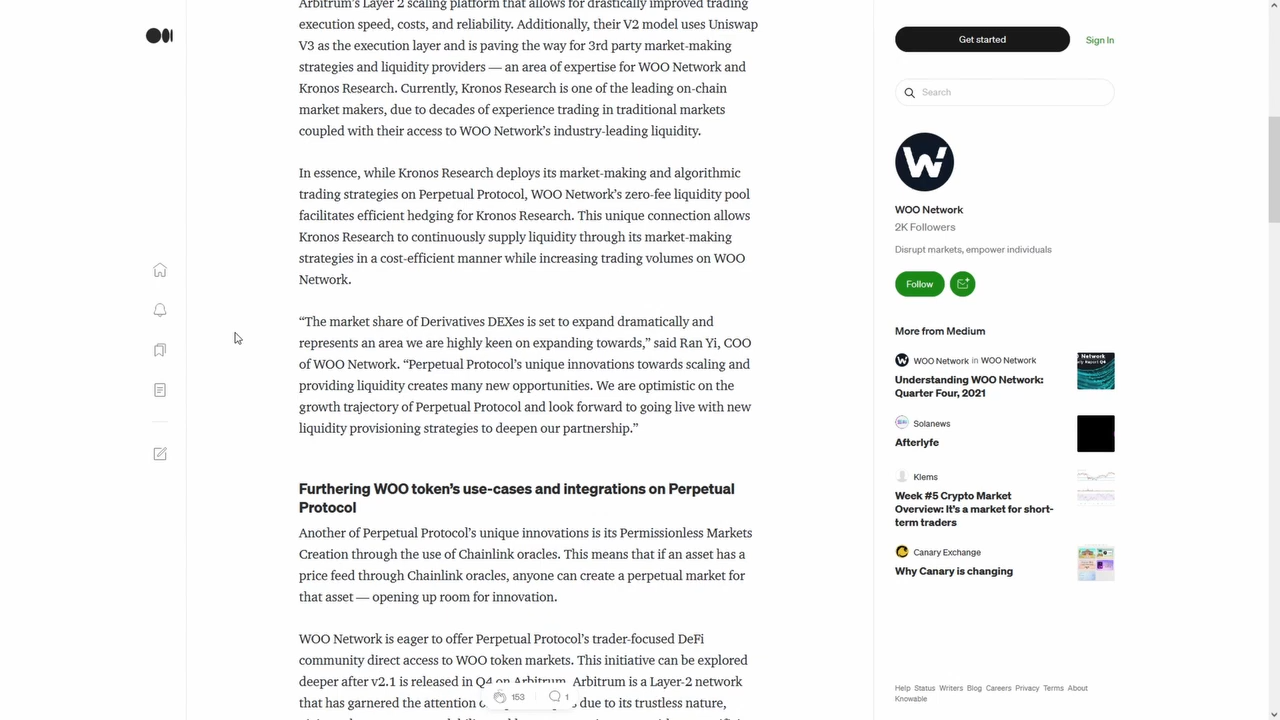 Arbitrum's Layer 2 scaling platform that allows for drastically improved trading
execution speed, costs, and reliability. Additionally, their V2 model uses Uniswap
V3 as the execution layer and is paving the way for 3rd party market-making
strategies and liquidity providers — an area of expertise for WOO Network and
Kronos Research. Currently, Kronos Research is one of the leading on-chain
market makers, due to decades of experience trading in traditional markets
coupled with their access to WOO Network's industry-leading liquidity.
In essence, while Kronos Research deploys its market-making and algorithmic
trading strategies on Perpetual Protocol, WOO Network's zero-fee liquidity pool
facilitates efficient hedging for Kronos Research. This unique connection allows
Kronos Research to continuously supply liquidity through its market-making
strategies in a cost-efficient manner while increasing trading volumes on WOO
Network.
“The market share of Derivatives DEXes is set to expand dramatically and
represents an area we are highly keen on expanding towards,” said Ran Yi, COO
of WOO Network. “Perpetual Protocol's unique innovations towards scaling and
providing liquidity creates many new opportunities. We are optimistic on the
growth trajectory of Perpetual Protocol and look forward to going live with new
liquidity provisioning strategies to deepen our partnership.”
Furthering WOO token's use-cases and integrations on Perpetual
Protocol
Another of Perpetual Protocol's unique innovations is its Permissionless Markets
Creation through the use of Chainlink oracles. This means that if an asset has a
price feed through Chainlink oracles, anyone can create a perpetual market for
that asset — opening up room for innovation.
WOO Network is eager to offer Perpetual Protocol's trader-focused DeFi
community direct access to WOO token markets. This initiative can be explored
deeper after v2.1 is released in Q4 on Arbitrum. Arbitrum is a Layer-2 network
that has garnered the attention of due to its trustless nature,
153 1
Get started Sign In
Search
W
WOO Network
2K Followers
Disrupt markets, empower individuals
Follow
More from Medium
WOO Network in WOO Network
Understanding WOO Network:
Quarter Four, 2021
Solanews
Afterlyfe
Klems
Week #5 Crypto Market
Overview: It's a market for short-
term traders
Canary Exchange
Why Canary is changing
Help Status Writers Blog Careers Privacy Terms About
Knowable